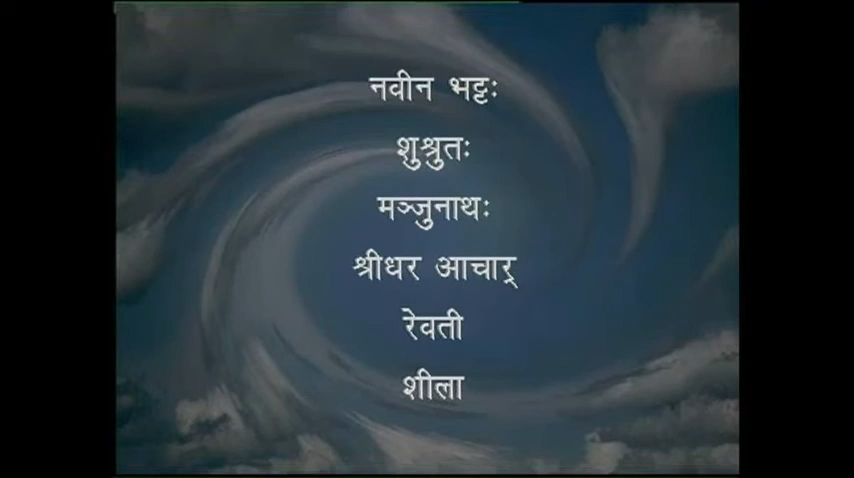 नवीन भट्टः
शुश्रुतः
मञ्जुनाथः
श्रीधर आचार्
रेवती
शीला